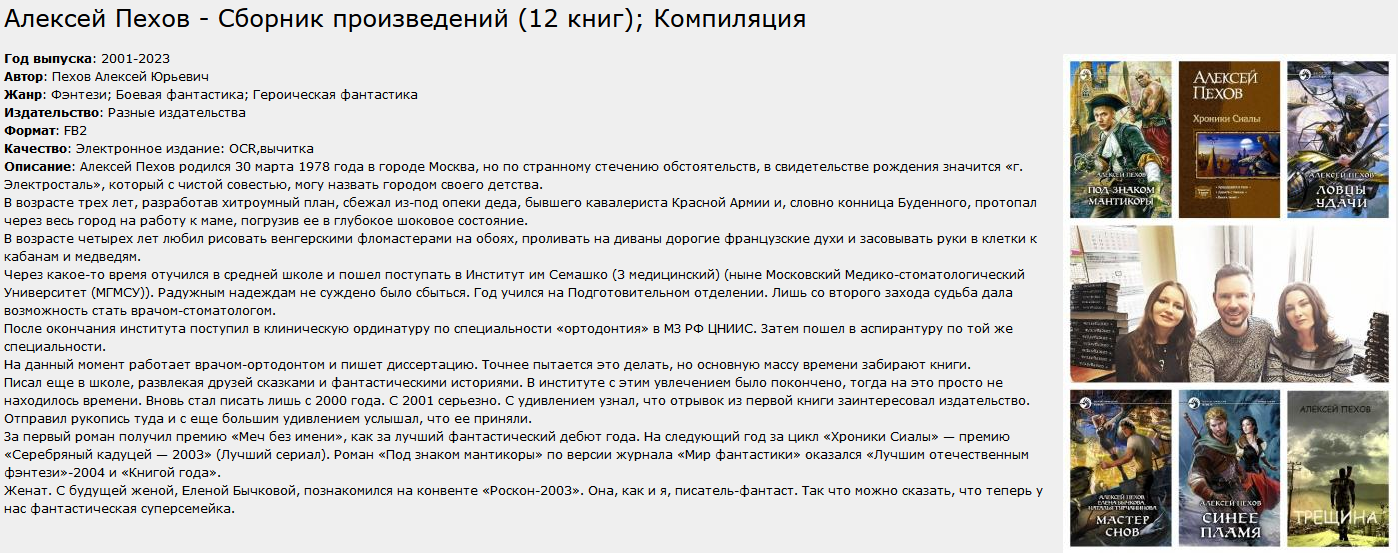 Алексей Пехов - Сборник произведений (12 книг); Компиляция
Год выпуска: 2001-2023
Автор: Пехов Алексей Юрьевич
Жанр: Фэнтези; Боевая фантастика; Героическая фантастика
Издательство: Разные издательства
Формат: FB2
Качество: Электронное издание: OCR,вычитка
Описание: Алексей Пехов родился 30 марта 1978 года в городе Москва, но по странному стечению обстоятельств, в свидетельстве рождения значится «г.
Электросталь», который с чистой совестью, могу назвать городом своего детства.
В возрасте трех лет, разработав хитроумный план, сбежал из-под опеки деда, бывшего кавалериста Красной Армии и, словно конница Буденного, протопал
через весь город на работу к маме, погрузив ее в глубокое шоковое состояние.
В возрасте четырех лет любил рисовать венгерскими фломастерами на обоях, проливать на диваны дорогие французские духи и засовывать руки в клетки к
кабанам и медведям.
Через какое-то время отучился в средней школе и пошел поступать в Институт им Семашко (3 медицинский) (ныне Московский Медико-стоматологический
Университет (МГМСУ)). Радужным надеждам не суждено было сбыться. Год учился на Подготовительном отделении. Лишь со второго захода судьба дала
возможность стать врачом-стоматологом.
После окончания института поступил в клиническую ординатуру по специальности «ортодонтия» в МЗ РФ ЦНИИС. Затем пошел в аспирантуру по той же
специальности.
На данный момент работает врачом-ортодонтом и пишет диссертацию. Точнее пытается это делать, но основную массу времени забирают книги.
Писал еще в школе, развлекая друзей сказками и фантастическими историями. В институте с этим увлечением было покончено, тогда на это просто не
находилось времени. Вновь стал писать лишь с 2000 года. С 2001 серьезно. С удивлением узнал, что отрывок из первой книги заинтересовал издательство.
Отправил рукопись туда и с еще большим удивлением услышал, что ее приняли.
За первый роман получил премию «Меч без имени», как за лучший фантастический дебют года. На следующий год за цикл «Хроники Сиалы» — премию
«Серебряный кадуцей — 2003» (Лучший сериал). Роман «Под знаком мантикоры» по версии журнала «Мир фантастики» оказался «Лучшим отечественным
фэнтези»-2004 и «Книгой года».
Женат. С будущей женой, Еленой Бычковой, познакомился на конвенте «Роскон-2003». Она, как и я, писатель-фантаст. Так что можно сказать, что теперь у
нас фантастическая суперсемейка.
АЛЕКСЕЙ ПЕХОВ
ПОД ЗНАКОМ
МАНТИКОРЫ
АЛЕКСЕЙ
ПЕХОВ
Хроники Сиалы
АЛЕКСЕЙ ПЕХОВ
ЛОВЦЫ
УДАЧИ
АЛЕКСЕЙ ПЕХОВ
ЕЛЕНА БЫЧКОВА
НАТАЛЬЯ ТУРЧАНИНОВА
МАСТЕР
СНОВ
АЛЕКСЕЙ ПЕХОВ
СИНЕЕ
ПЛАМЯ
АЛЕКСЕЙ ПЕХОВ
ТРЕЩИНА